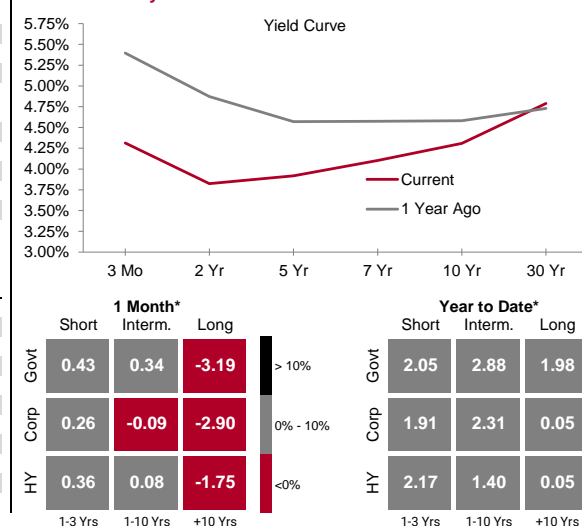 Yield Curve
5.75%
5.50%
5.25%
5.00%
4.75%
4.50%
4.25%
4.00%
3.75%
3.50%
3.25%
3.00%
Current
1 Year Ago
3 Mo 2 Yr 5 Yr 7 Yr 10 Yr 30 Yr
1 Month*
Short Interm. Long
Govt 0.43 0.34 -3.19
Corp 0.26 -0.09 -2.90
HY 0.36 0.08 -1.75
1-3 Yrs 1-10 Yrs +10 Yrs
> 10%
0% - 10%
<0%
Year to Date*
Short Interm. Long
Govt 2.05 2.88 1.98
Corp 1.91 2.31 0.05
HY 2.17 1.40 0.05
1-3 Yrs 1-10 Yrs +10 Yrs